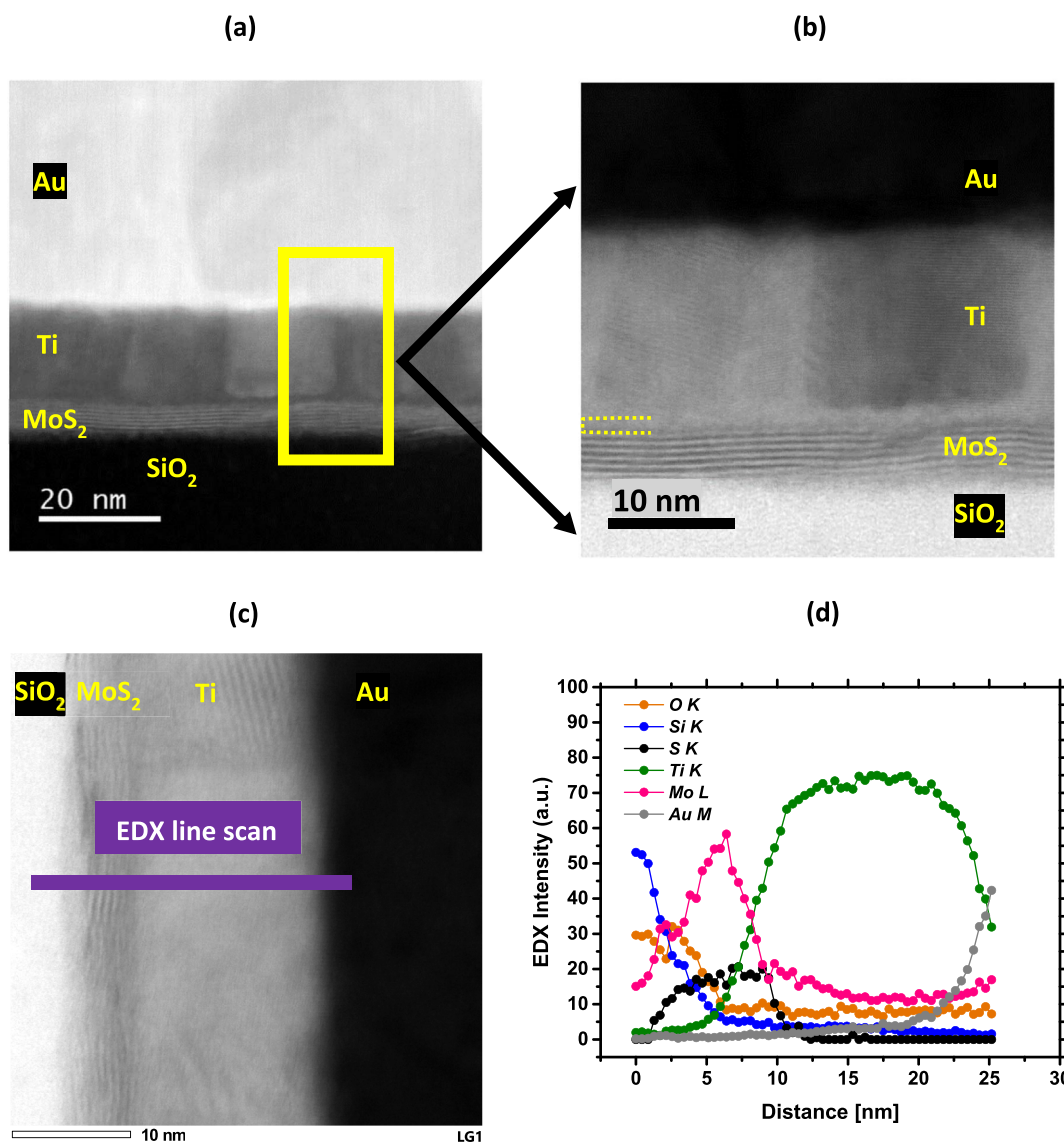 (a)
(b)
Au
Ti
MoS₂
SiO₂
20 nm
Au
Ti
MoS₂
SiO₂
10 nm
(c)
(d)
SiO₂ MoS₂ Ti Au
EDX line scan
10 nm
LG1
EDX Intensity (a.u.)
100
90
80
70
60
50
40
30
20
10
0
O K
Si K
S K
Ti K
Mo L
Au M
0 5 10 15 20 25 30
Distance [nm]